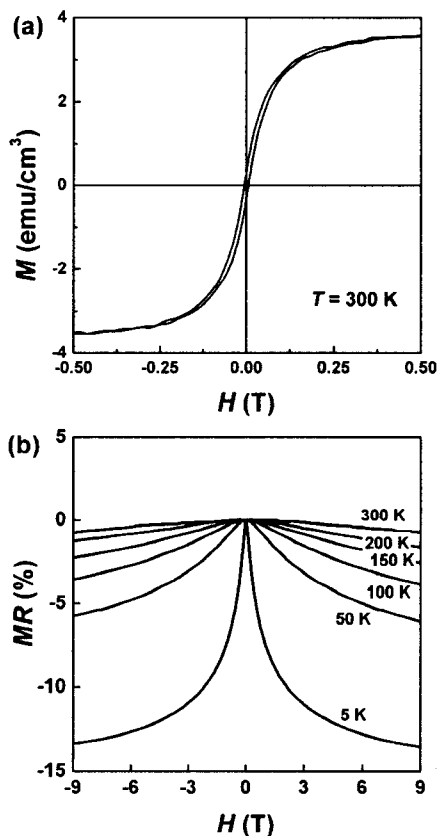 (a)
4
2
0
-2
-4
M (emu/cm³)
T = 300 K
-0.50 -0.25 0.00 0.25 0.50
H (T)
(b)
5
0
-5
-10
-15
MR (%)
300 K
200 K
150 K
100 K
50 K
5 K
-9 -6 -3 0 3 6 9
H (T)